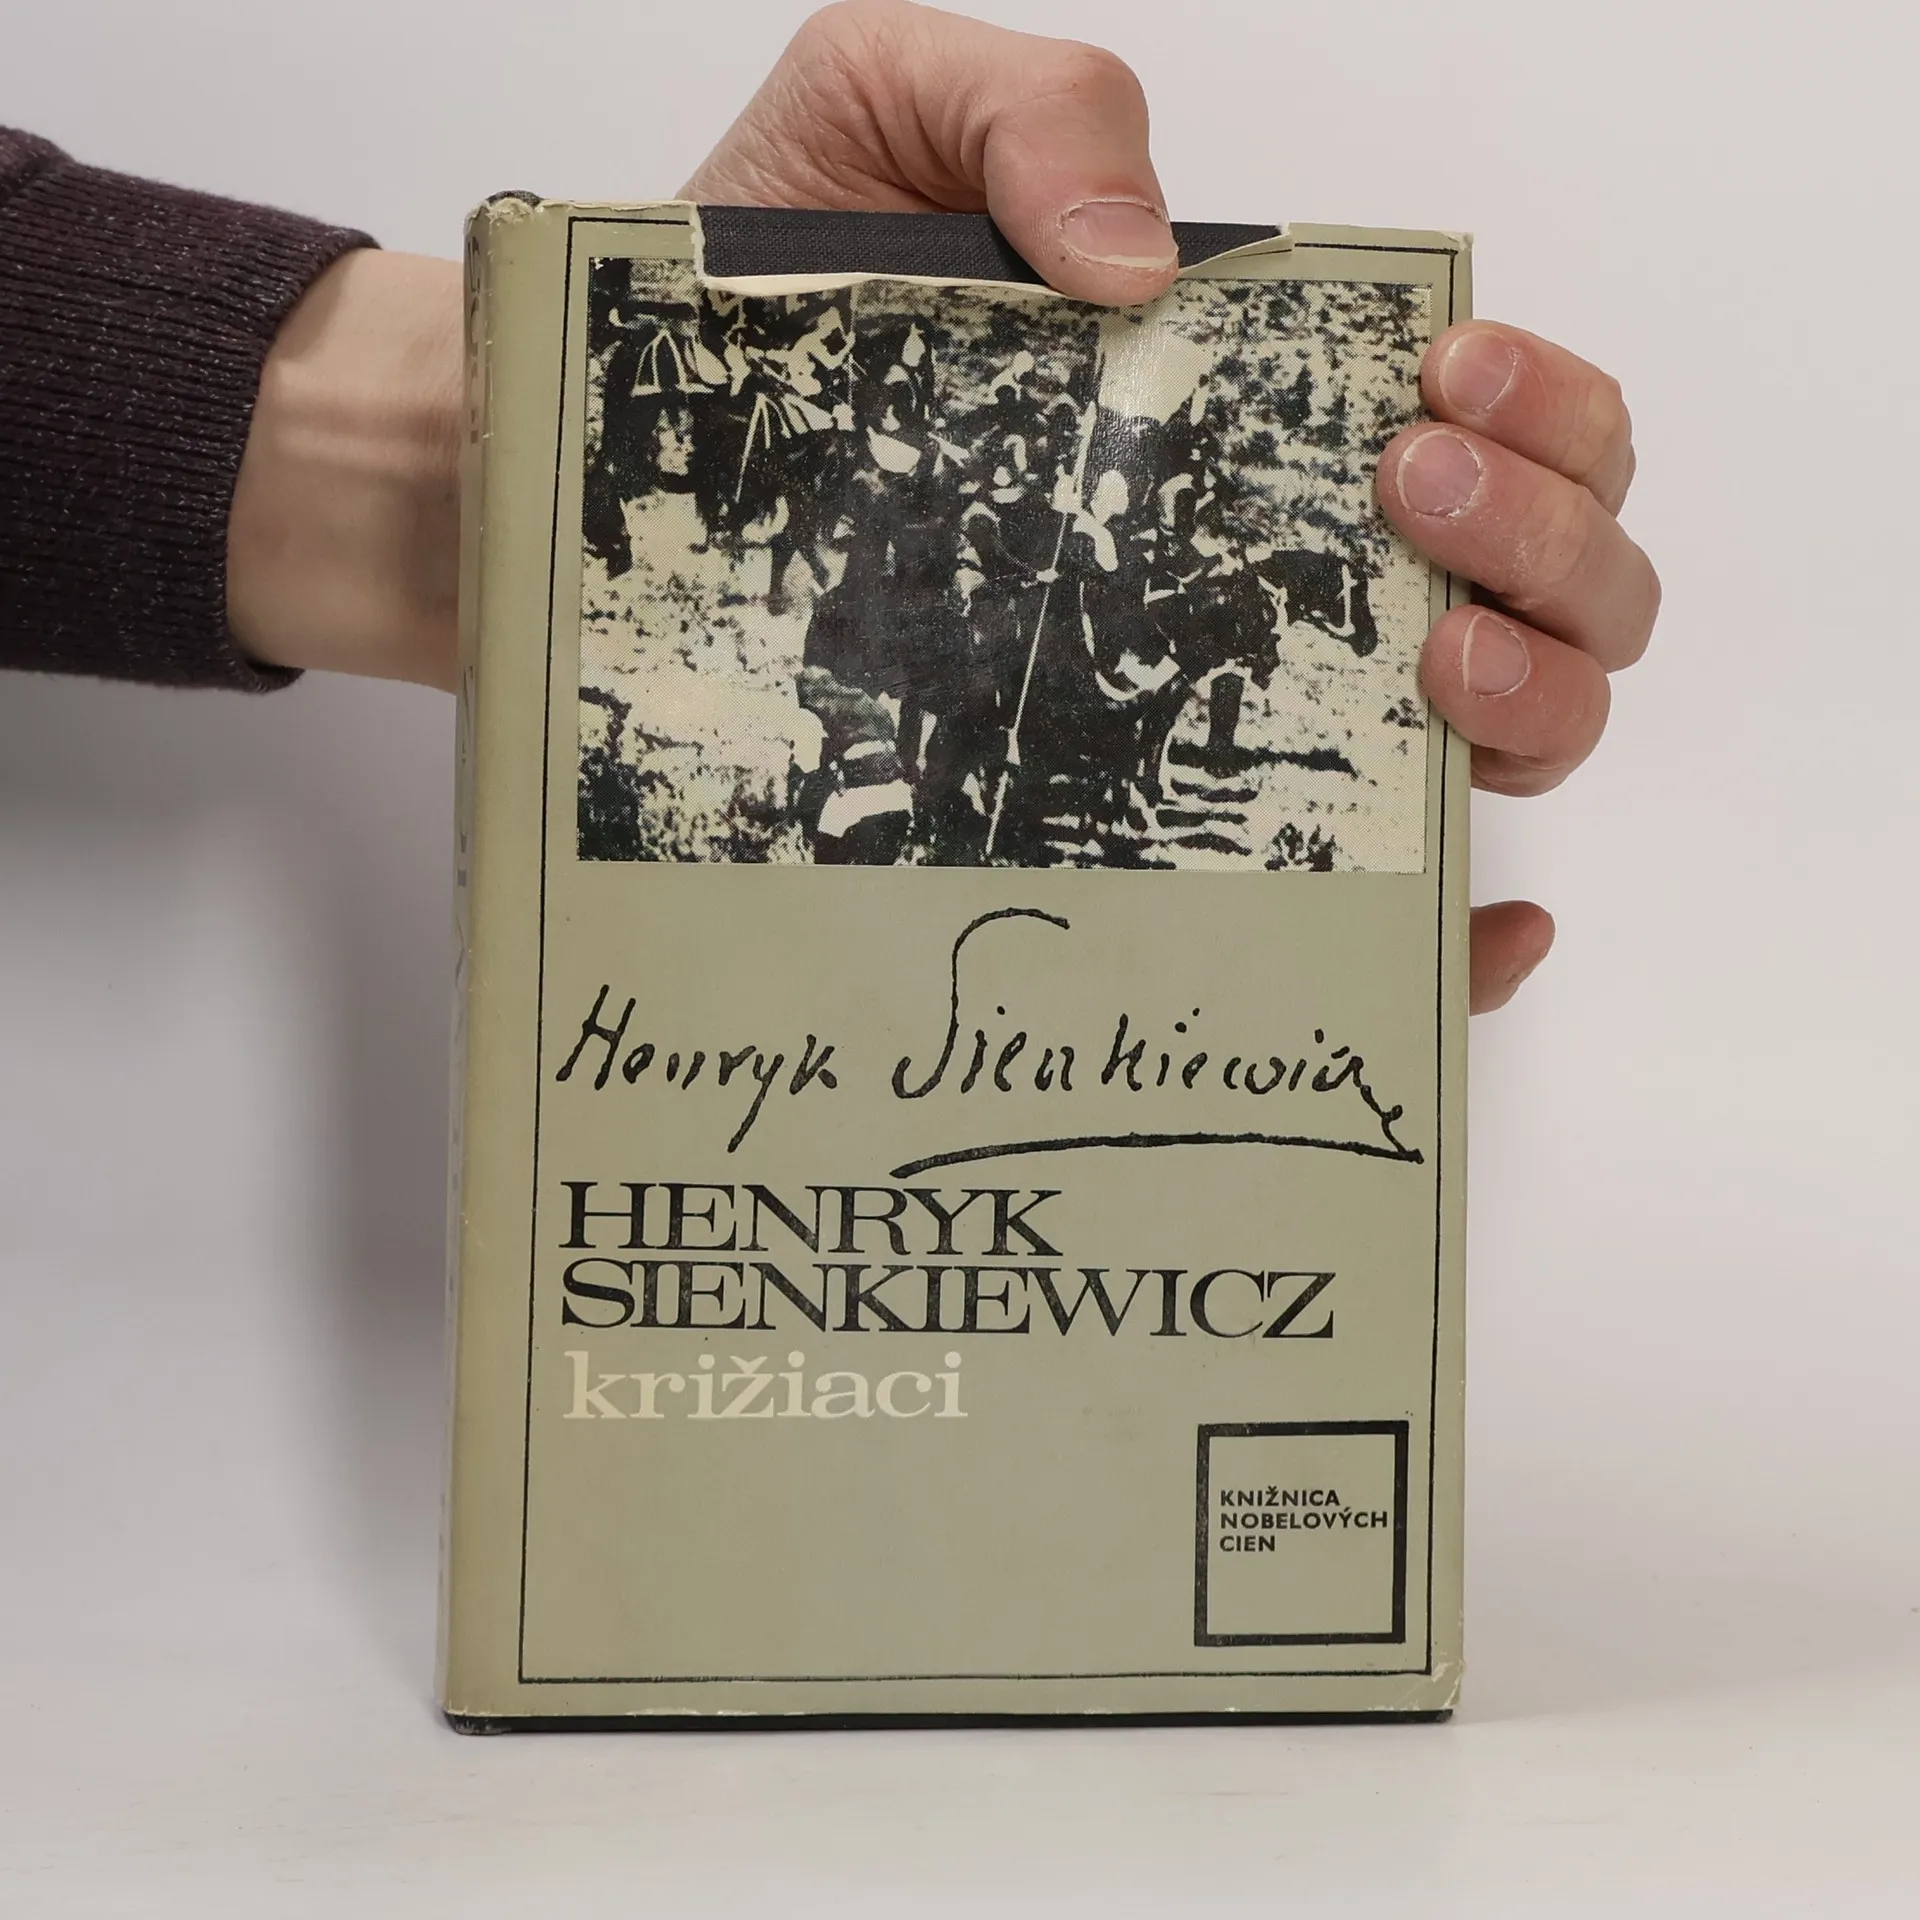 Henryk Sienkiewicz
HENRYK
SIENKIEWICZ
križiaci
KNIŽNICA
NOBELOVÝCH
CIEN